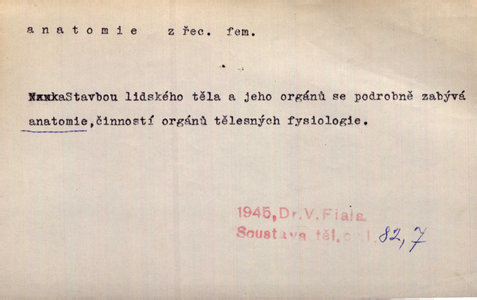 anatomie z řec. fem.
Stavbou lidského těla a jeho orgánů se podrobně zabývá
anatomie, činností orgánů tělesných fysiologie.
1945, Dr. V. Fiala
Soustava těl. 82,7